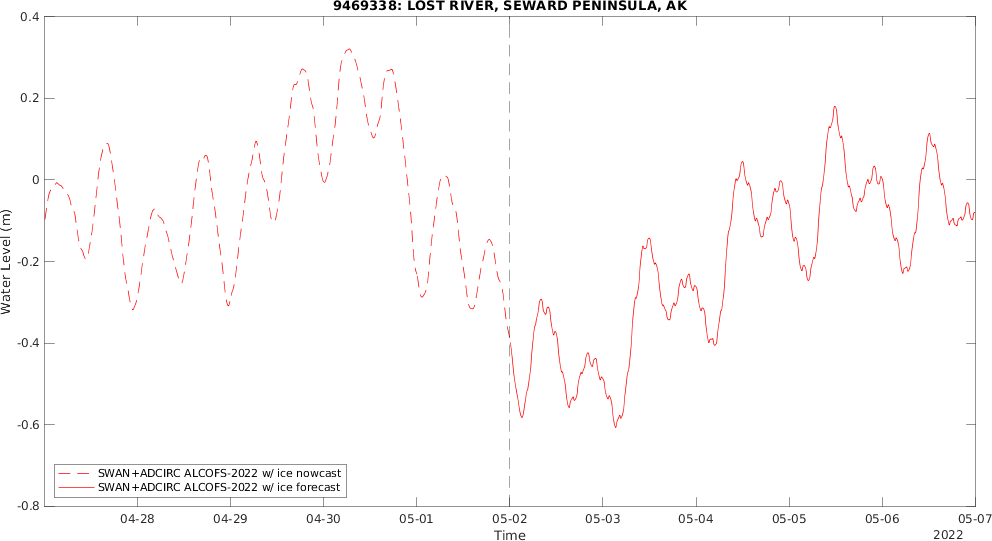 9469338: LOST RIVER, SEWARD PENINSULA, AK
Water Level (m)
0.4
0.2
0
-0.2
-0.4
-0.6
-0.8
SWAN+ADCIRC ALCOFS-2022 w/ ice nowcast
SWAN+ADCIRC ALCOFS-2022 w/ ice forecast
04-28 04-29 04-30 05-01 05-02 05-03 05-04 05-05 05-06 05-07
Time
2022